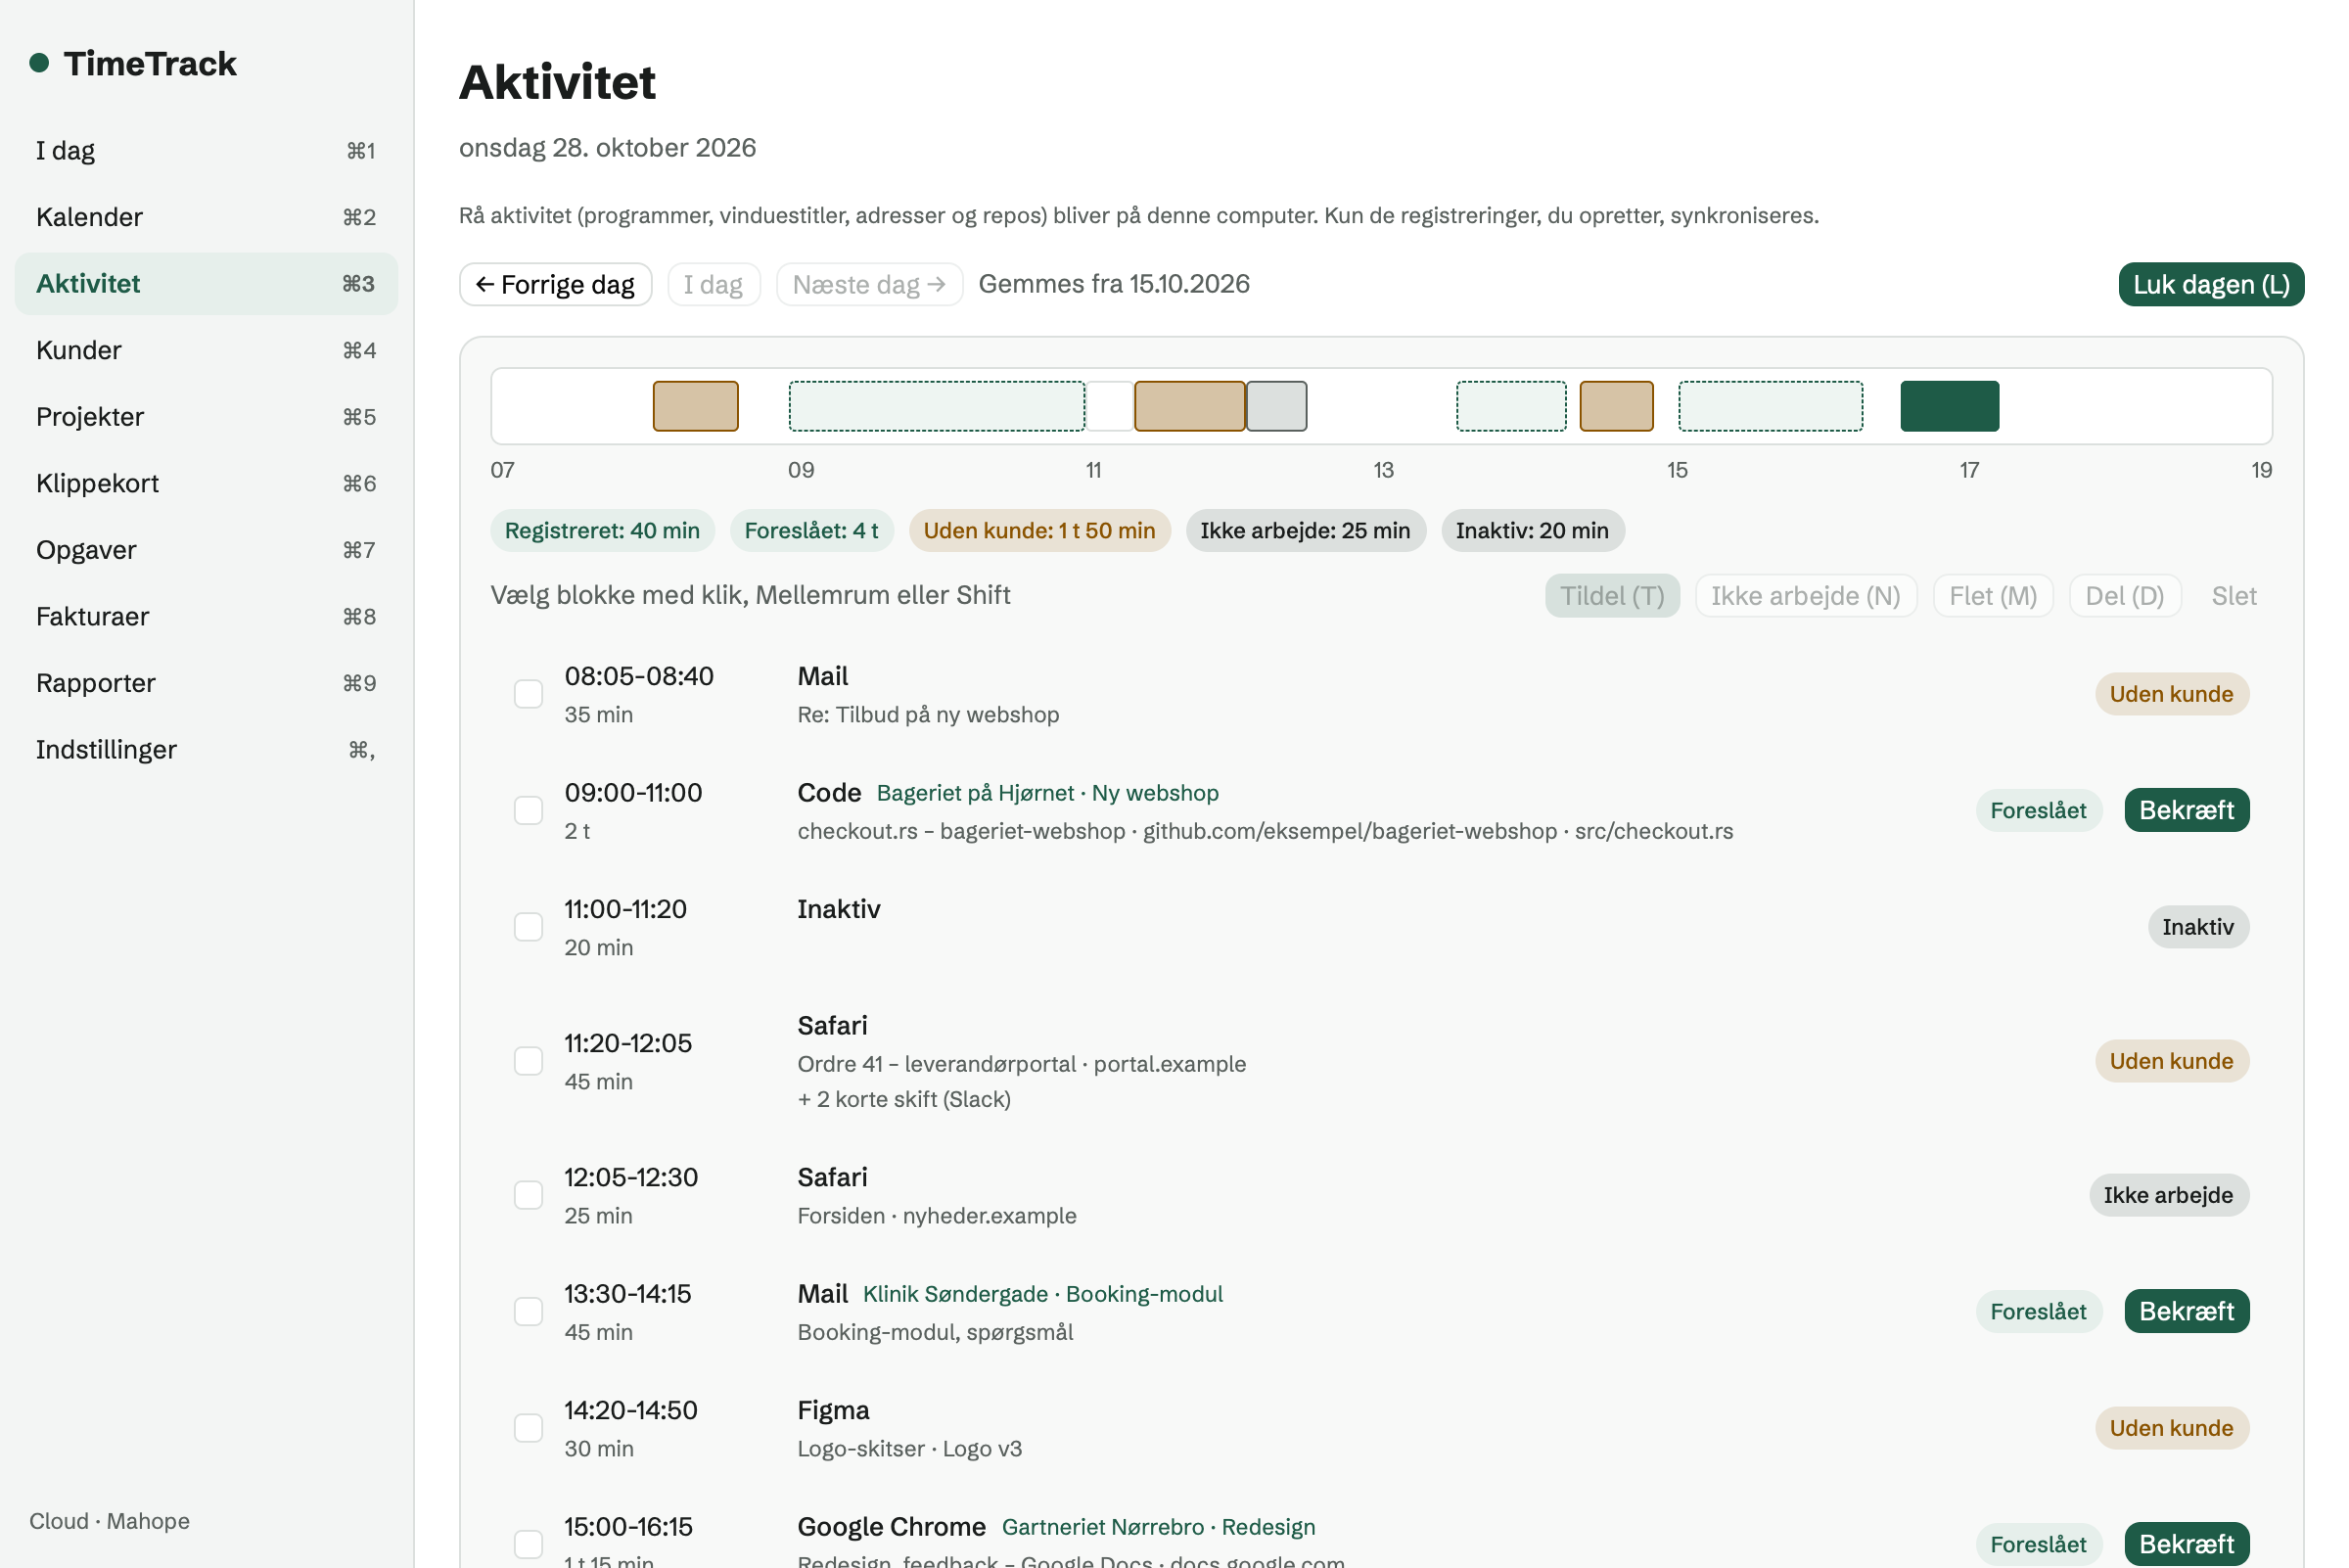 TimeTrack
I dag ⌘1
Kalender ⌘2
Aktivitet ⌘3
Kunder ⌘4
Projekter ⌘5
Klippekort ⌘6
Opgaver ⌘7
Fakturaer ⌘8
Rapporter ⌘9
Indstillinger ⌘,
Cloud · Mahope
Aktivitet
onsdag 28. oktober 2026
Rå aktivitet (programmer, vinduestitler, adresser og repos) bliver på denne computer. Kun de registreringer, du opretter, synkroniseres.
← Forrige dag I dag Næste dag → Gemmes fra 15.10.2026 Luk dagen (L)
07 09 11 13 15 17 19
Registreret: 40 min Foreslået: 4 t Uden kunde: 1 t 50 min Ikke arbejde: 25 min Inaktiv: 20 min
Vælg blokke med klik, Mellemrum eller Shift Tildel (T) Ikke arbejde (N) Flet (M) Del (D) Slet
08:05–08:40 Mail Uden kunde
35 min Re: Tilbud på ny webshop
09:00–11:00 Code Bageriet på Hjørnet · Ny webshop Foreslået Bekræft
2 t checkout.rs – bageriet-webshop · github.com/eksempel/bageriet-webshop · src/checkout.rs
11:00–11:20 Inaktiv Inaktiv
20 min
Safari
11:20–12:05 Ordre 41 – leverandørportal · portal.example Uden kunde
45 min + 2 korte skift (Slack)
12:05–12:30 Safari Ikke arbejde
25 min Forsiden · nyheder.example
13:30–14:15 Mail Klinik Søndergade · Booking-modul Foreslået Bekræft
45 min Booking-modul, spørgsmål
14:20–14:50 Figma Uden kunde
30 min Logo-skitser · Logo v3
15:00–16:15 Google Chrome Gartneriet Nørrebro · Redesign Foreslået Bekræft
1 t 15 min Redesign, feedback – Google Docs · docs.google.com